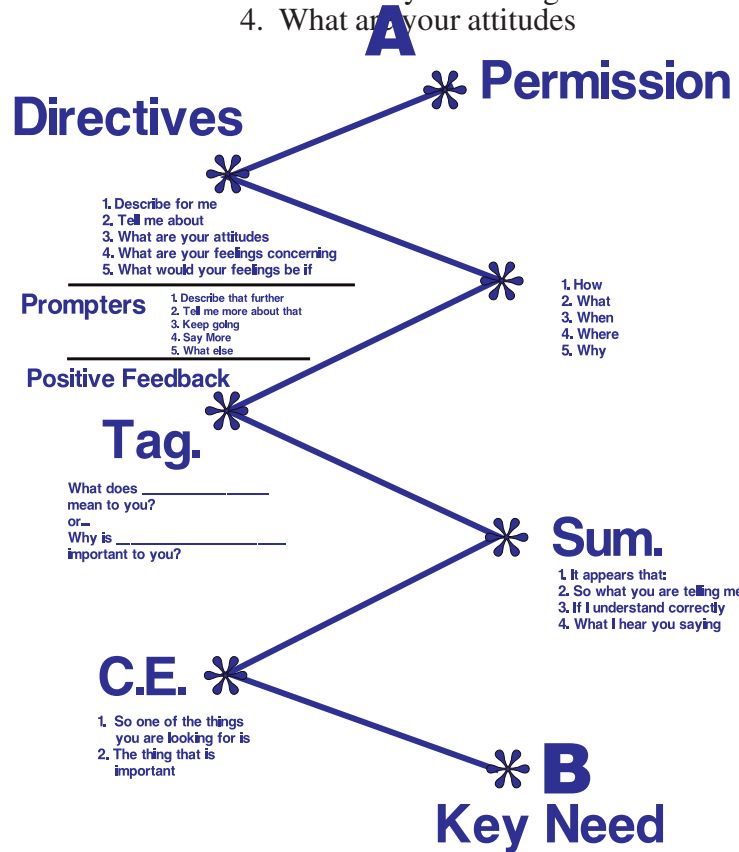 4. What are your attitudes
A
Permission
Directives
1. Describe for me
2. Tell me about
3. What are your attitudes
4. What are your feelings concerning
5. What would your feelings be if
Prompters
1. Describe that further
2. Tell me more about that
3. Keep going
4. Say More
5. What else
1. How
2. What
3. When
4. Where
5. Why
Positive Feedback
Tag.
What does ____________________
mean to you?
or...
Why is ____________________
important to you?
Sum.
1. It appears that:
2. So what you are telling me
3. If I understand correctly
4. What I hear you saying
C.E.
1. So one of the things
you are looking for is
2. The thing that is
important
B
Key Need